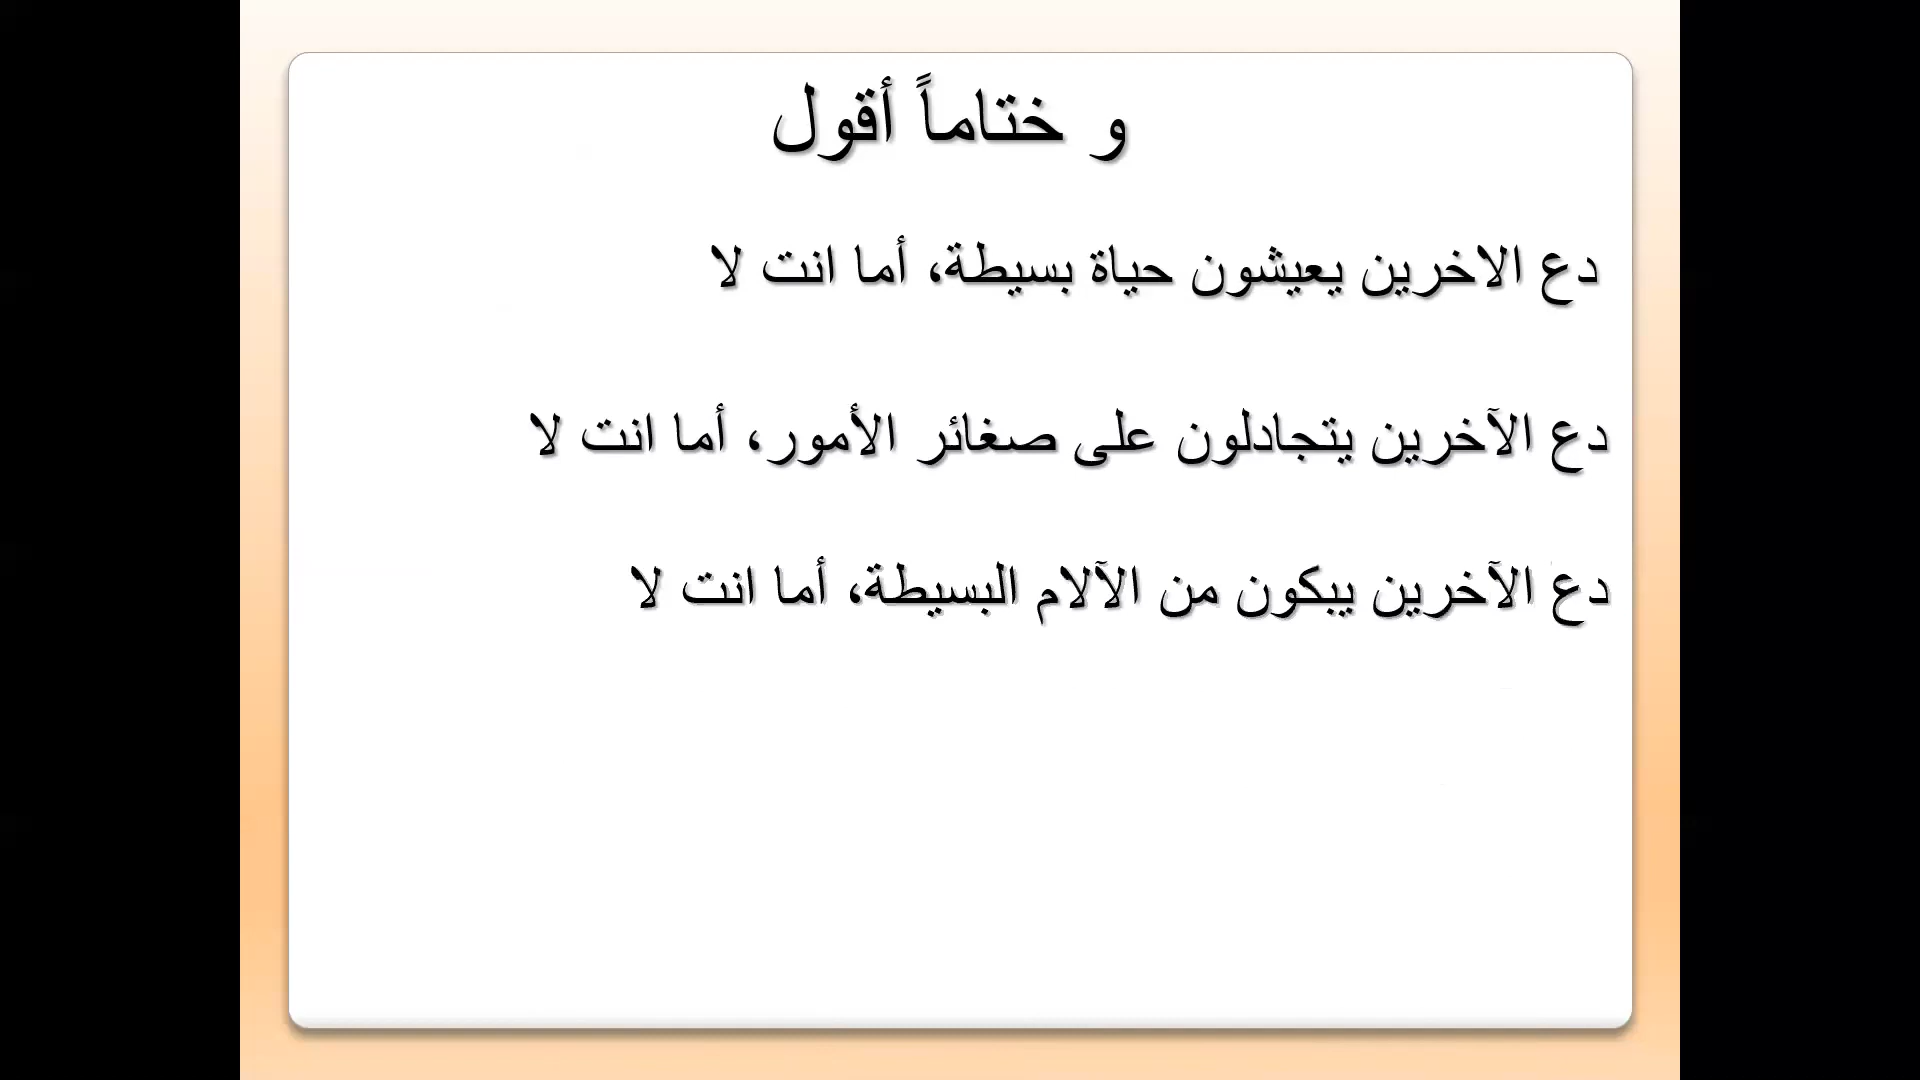 و ختاماً أقول
دع الاخرين يعيشون حياة بسيطة، أما انت لا
دع الآخرين يتجادلون على صغائر الأمور، أما انت لا
دع الآخرين يبكون من الآلام البسيطة، أما انت لا